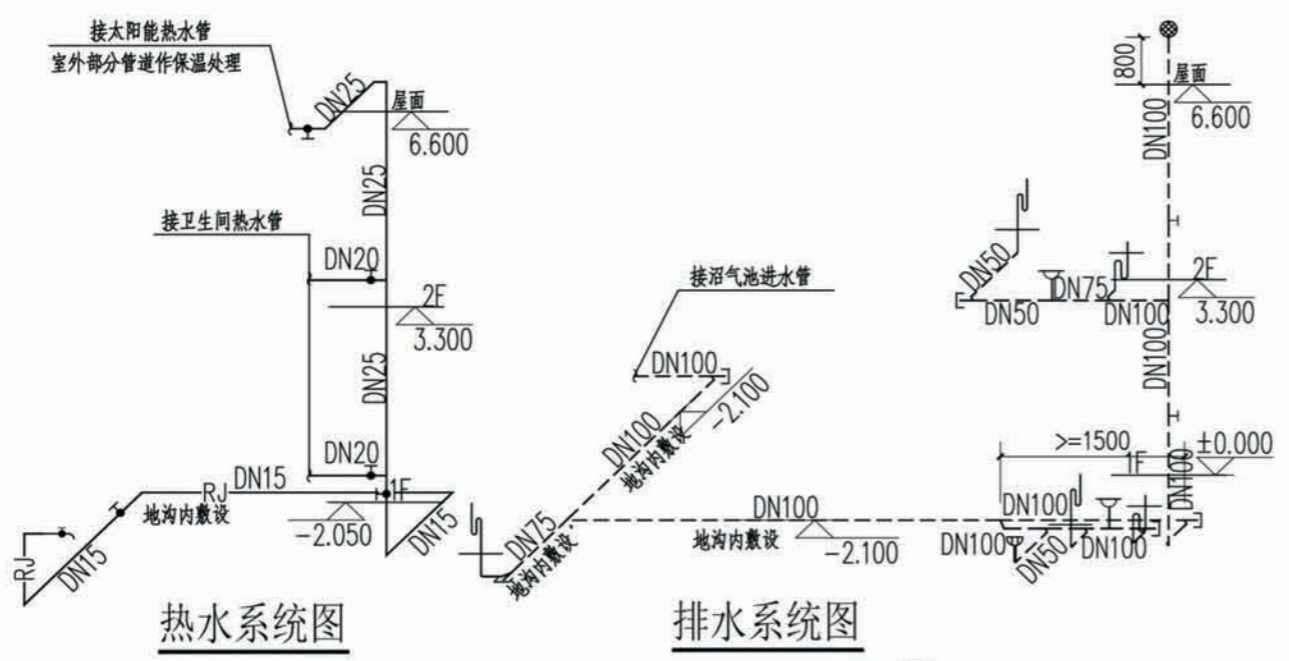 接太阳能热水管
室外部分管道作保温处理
DN25
屋面
6.600
DN25
接卫生间热水管
DN20
2F
3.300
DN25
DN20
DN15
RJ
地沟内敷设
1F
-2.050
DN15
DN15
RJ
热水系统图
800
屋面
6.600
DN100
DN50
DN75
2F
DN50
DN100
3.300
DN100
接沼气池进水管
DN100
-2.100
DN100
地沟内敷设
>=1500
±0.000
1F
DN100
DN100
DN100
地沟内敷设
-2.100
DN100
DN50
DN100
DN75
地沟内敷设
排水系统图